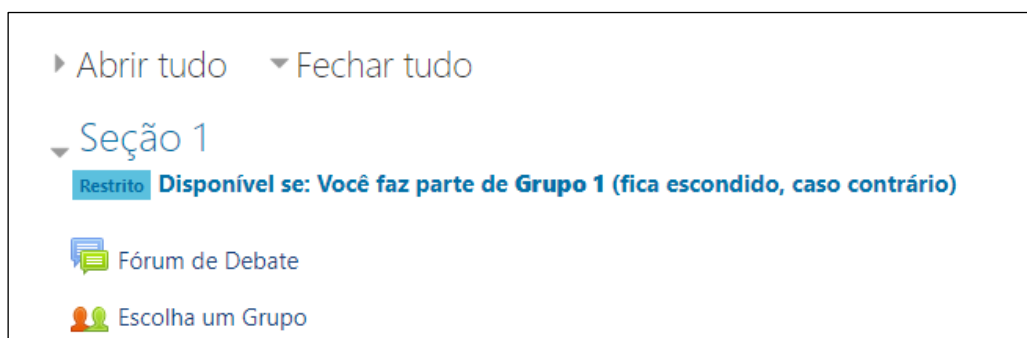 Abrir tudo Fechar tudo
Seção 1
Restrito Disponível se: Você faz parte de Grupo 1 (fica escondido, caso contrário)
Fórum de Debate
Escolha um Grupo